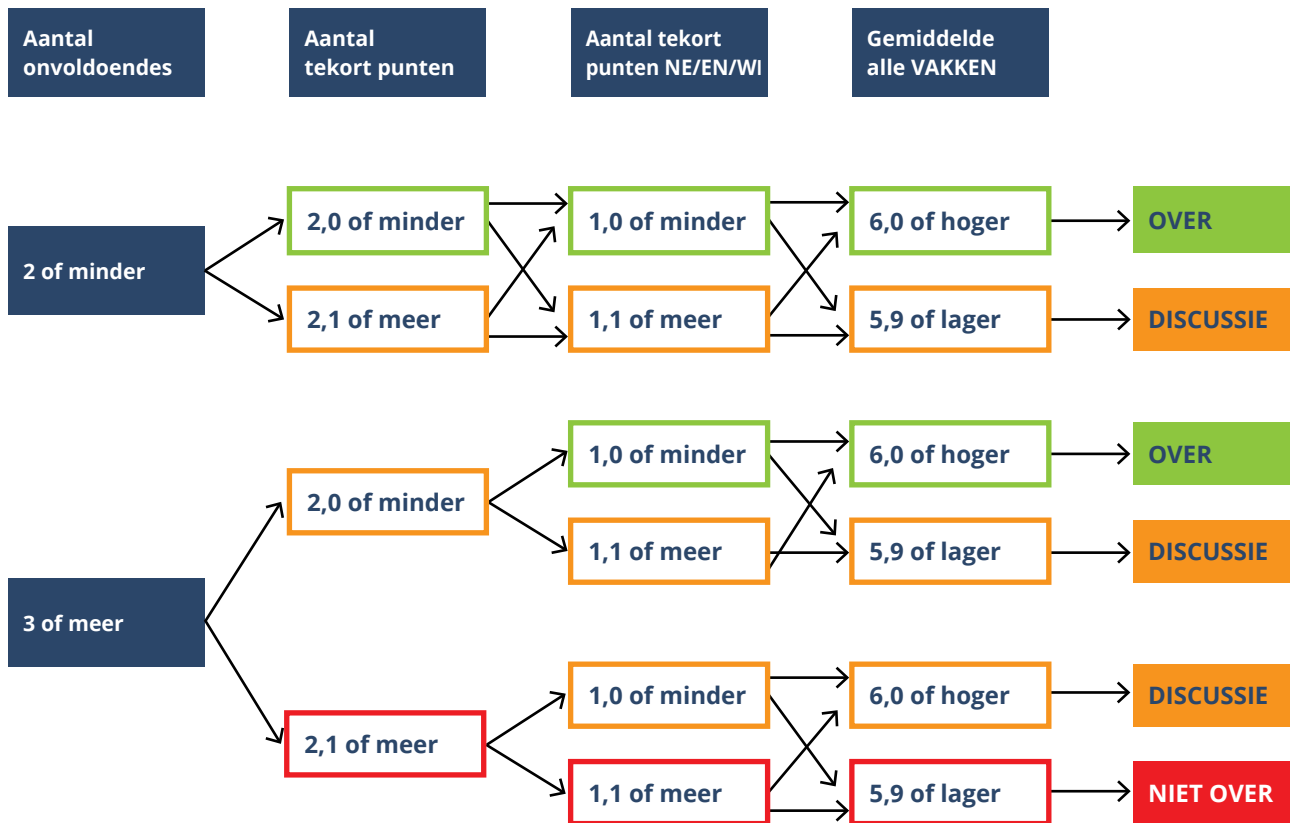 Aantal
onvoldoendes
Aantal
tekort punten
Aantal tekort
punten NE/EN/WI
Gemiddelde
alle VAKKEN
2 of minder
2,0 of minder
1,0 of minder
6,0 of hoger
OVER
2,1 of meer
1,1 of meer
5,9 of lager
DISCUSSIE
3 of meer
2,0 of minder
1,0 of minder
6,0 of hoger
OVER
1,1 of meer
5,9 of lager
DISCUSSIE
2,1 of meer
1,0 of minder
6,0 of hoger
DISCUSSIE
1,1 of meer
5,9 of lager
NIET OVER